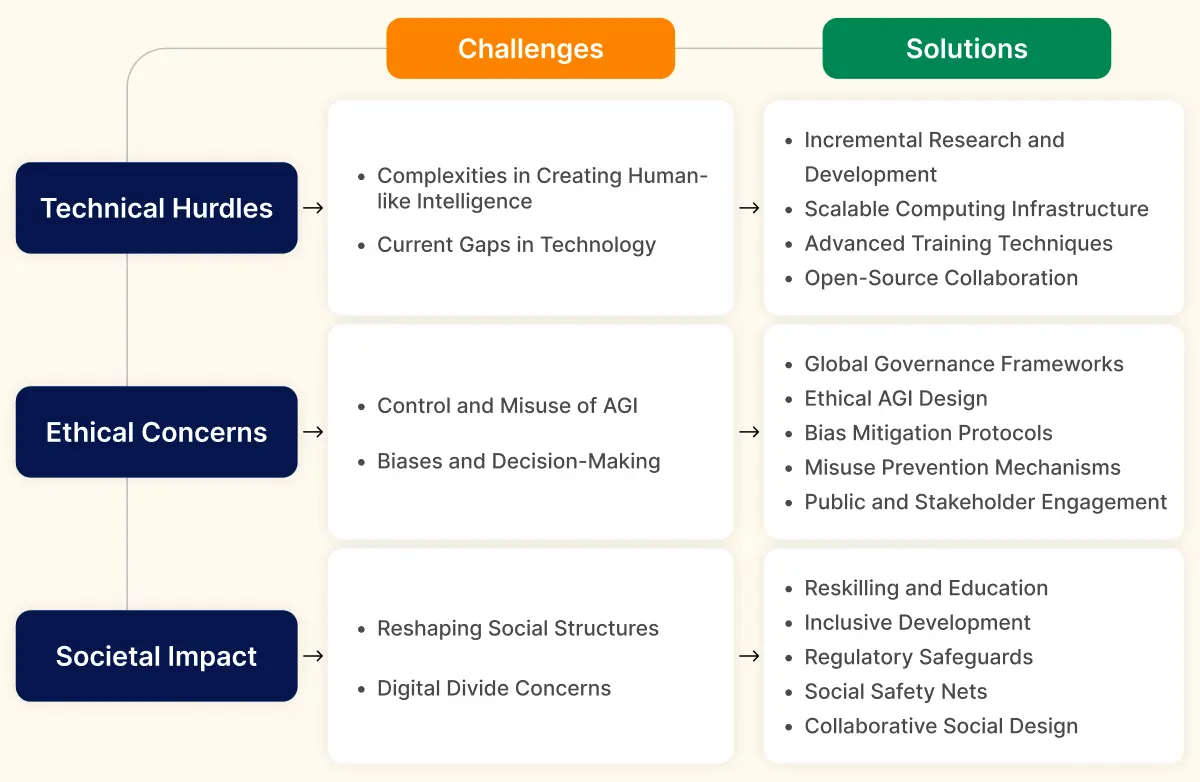 Challenges
Solutions
Technical Hurdles
• Complexities in Creating Human-
like Intelligence
• Current Gaps in Technology
• Incremental Research and
Development
• Scalable Computing Infrastructure
• Advanced Training Techniques
• Open-Source Collaboration
Ethical Concerns
• Control and Misuse of AGI
• Biases and Decision-Making
• Global Governance Frameworks
• Ethical AGI Design
• Bias Mitigation Protocols
• Misuse Prevention Mechanisms
• Public and Stakeholder Engagement
Societal Impact
• Reshaping Social Structures
• Digital Divide Concerns
• Reskilling and Education
• Inclusive Development
• Regulatory Safeguards
• Social Safety Nets
• Collaborative Social Design